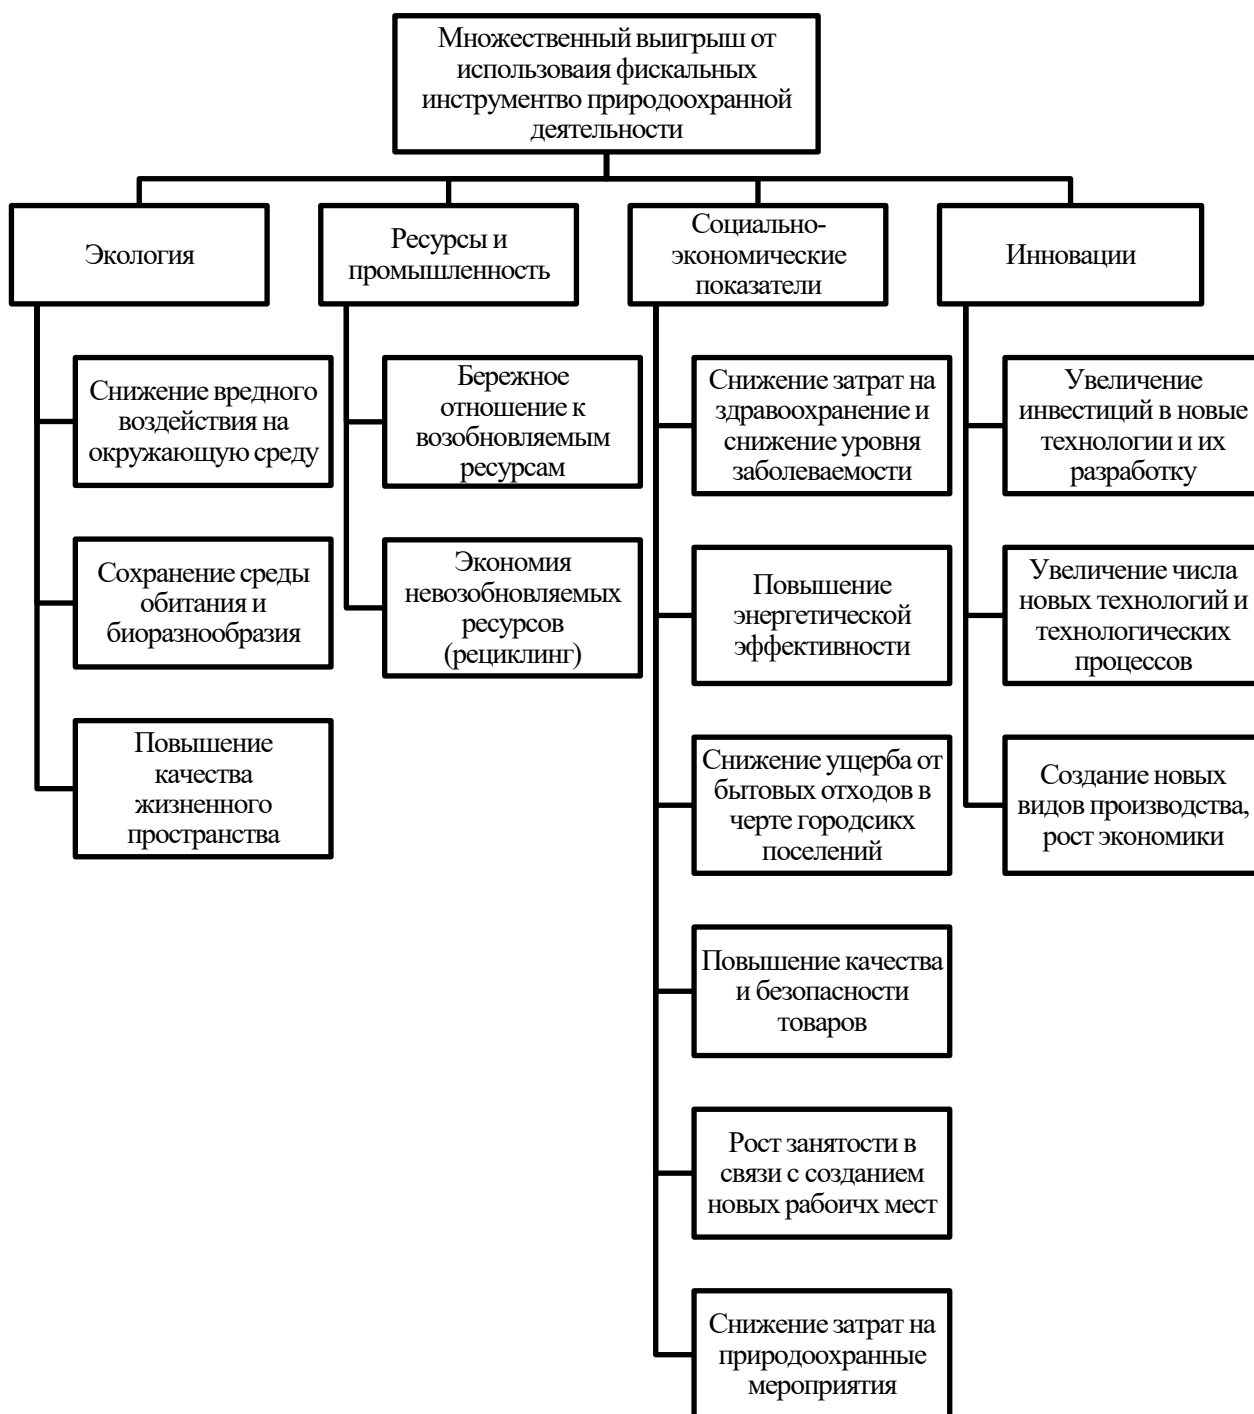 Множественный выигрыш от
использоваия фискальных
инструментво природоохранной
деятельности
Экология
Снижение вредного
воздействия на
окружающую среду
Сохранение среды
обитания и
биоразнообразия
Повышение
качества
жизненного
пространства
Ресурсы и
промышленность
Бережное
отношение к
возобновляемым
ресурсам
Экономия
невозобновляемых
ресурсов
(рециклинг)
Социально-
экономические
показатели
Снижение затрат на
здравоохранение и
снижение уровня
заболеваемости
Повышение
энергетической
эффективности
Снижение ущерба от
бытовых отходов в
черте городсикх
поселений
Повышение качества
и безопасности
товаров
Рост занятости в
связи с созданием
новых рабоичх мест
Снижение затрат на
природоохранные
мероприятия
Инновации
Увеличение
инвестиций в новые
технологии и их
разработку
Увеличение числа
новых технологий и
технологических
процессов
Создание новых
видов производства,
рост экономики